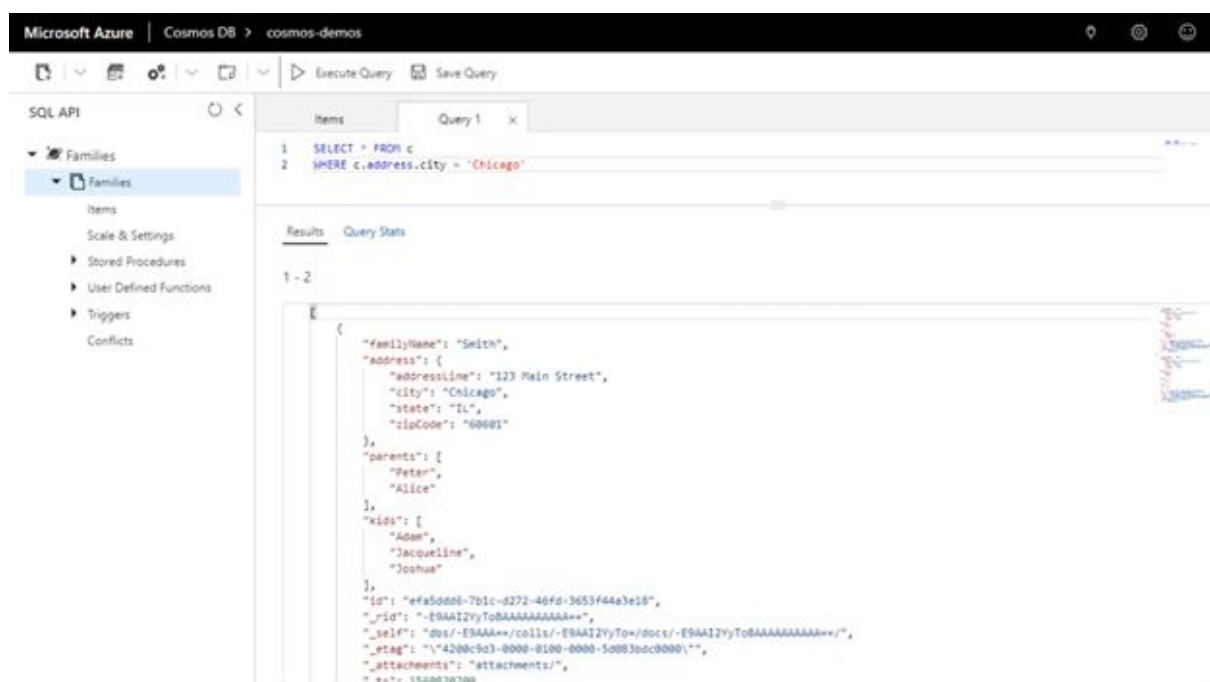 Microsoft Azure | Cosmos DB > cosmos-demos
Execute Query Save Query
SQL API
Items Query 1 ×
Families
Families
Items
Scale & Settings
Stored Procedures
User Defined Functions
Triggers
Conflicts
1 SELECT * FROM c
2 WHERE c.address.city = 'Chicago'
Results Query Stats
1 - 2
[
{
"familyName": "Smith",
"address": {
"addressLine": "123 Main Street",
"city": "Chicago",
"state": "IL",
"zipCode": "60601"
},
"parents": [
"Peter",
"Alice"
],
"kids": [
"Adam",
"Jacqueline",
"Joshua"
],
"id": "efa5ddd6-7b1c-d272-46fd-3653f44a3e18",
"_rid": "-E9AAI2YyToBAAAAAAAAAA==",
"_self": "dbs/-E9AAA==/colls/-E9AAI2YyTo=/docs/-E9AAI2YyToBAAAAAAAAAA==/",
"_etag": "\"4200c9d3-0000-0100-0000-5d083bdc0000\"",
"_attachments": "attachments/",
"_ts": 1560820700